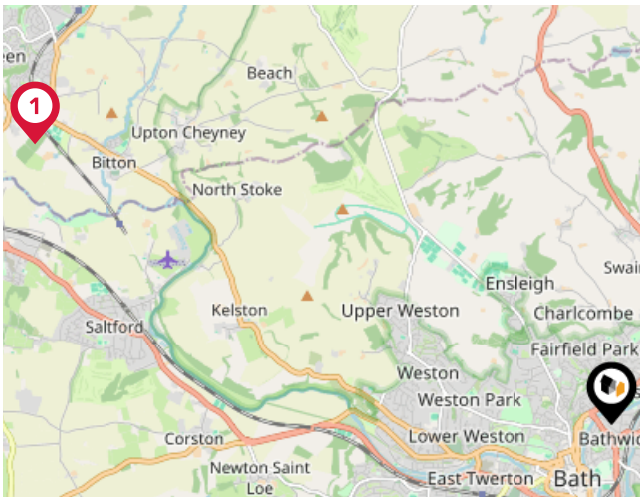 een
Beach
1
Upton Cheyney
Bitton
North Stoke
Swai
Ensleigh
Kelston
Upper Weston
Charlcombe
Saltford
Fairfield Park
Weston
Weston Park
Corston
Lower Weston
Bathwic
Newton Saint
Loe
East Twerton
Bath